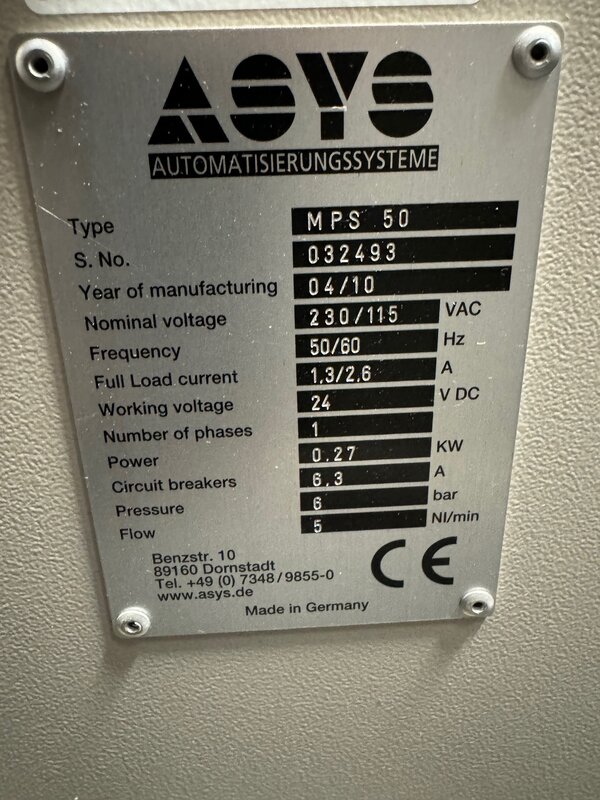 ASYS
AUTOMATISIERUNGSSYSTEME
Type MPS 50
S. No. 032493
Year of manufacturing 04/10
Nominal voltage 230/115 VAC
Frequency 50/60 Hz
Full Load current 1,3/2,6 A
Working voltage 24 V DC
Number of phases 1
Power 0.27 KW
Circuit breakers 6,3 A
Pressure 6 bar
Flow 5 Nl/min
Benzstr. 10
89160 Dornstadt
Tel. +49 (0) 7348/9855-0
www.asys.de
CE
Made in Germany